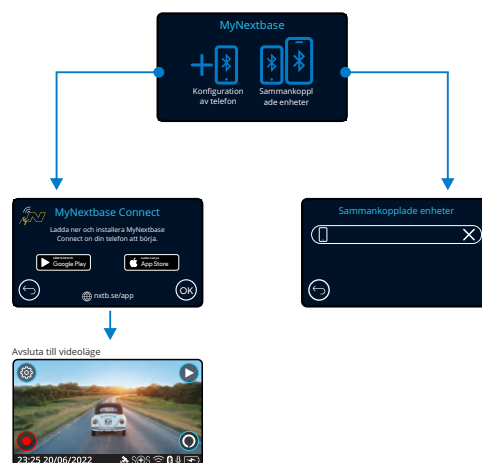 MyNextbase
Konfiguration
av telefon
Sammankoppl
ade enheter
MyNextbase Connect
Ladda ner och installera MyNextbase
Connect on din telefon att börja.
Google Play
App Store
nxtb.se/app
OK
Sammankopplade enheter
Avsluta till videoläge
23:25 20/06/2022
SOS